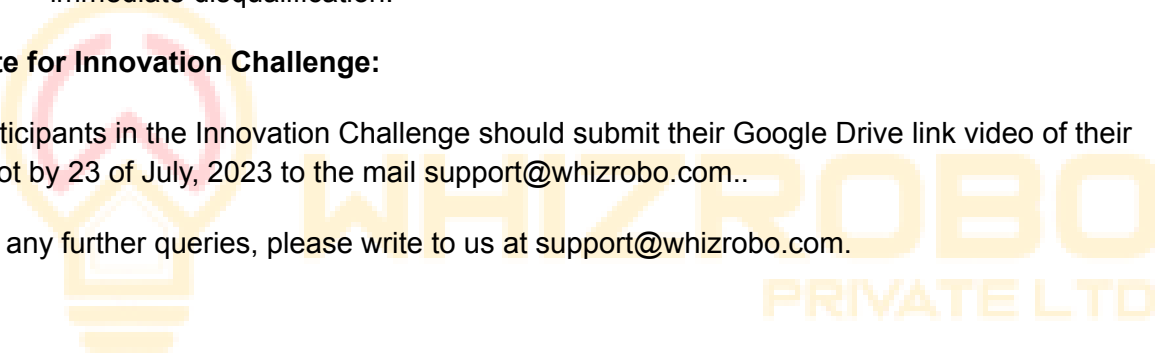 immediate disqualification.
te for Innovation Challenge:
ticipants in the Innovation Challenge should submit their Google Drive link video of their
ot by 23 of July, 2023 to the mail support@whizrobo.com..
any further queries, please write to us at support@whizrobo.com.
WHIZROBO
PRIVATE LTD